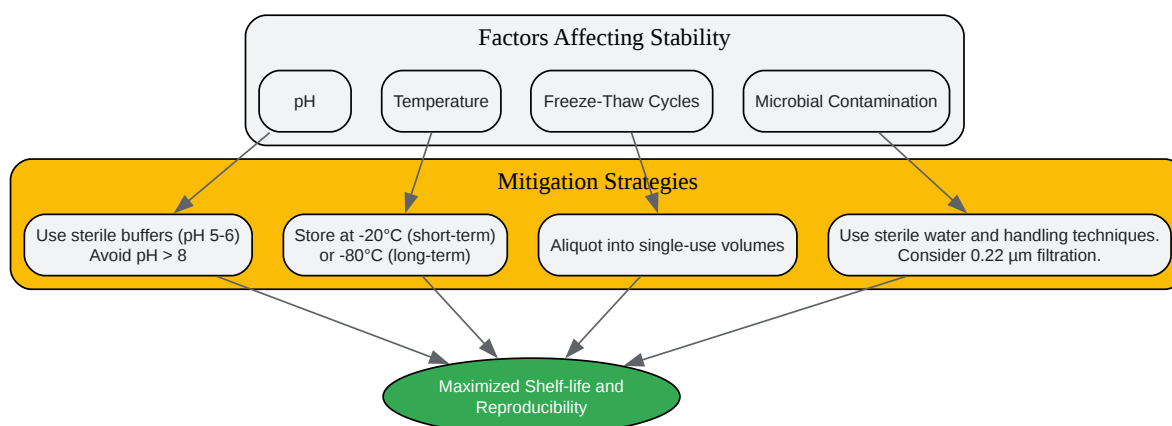 Factors Affecting Stability
pH
Temperature
Freeze-Thaw Cycles
Microbial Contamination
Mitigation Strategies
Use sterile buffers (pH 5-6)
Avoid pH > 8
Store at -20°C (short-term)
or -80°C (long-term)
Aliquot into single-use volumes
Use sterile water and handling techniques.
Consider 0.22 µm filtration.
Maximized Shelf-life and
Reproducibility